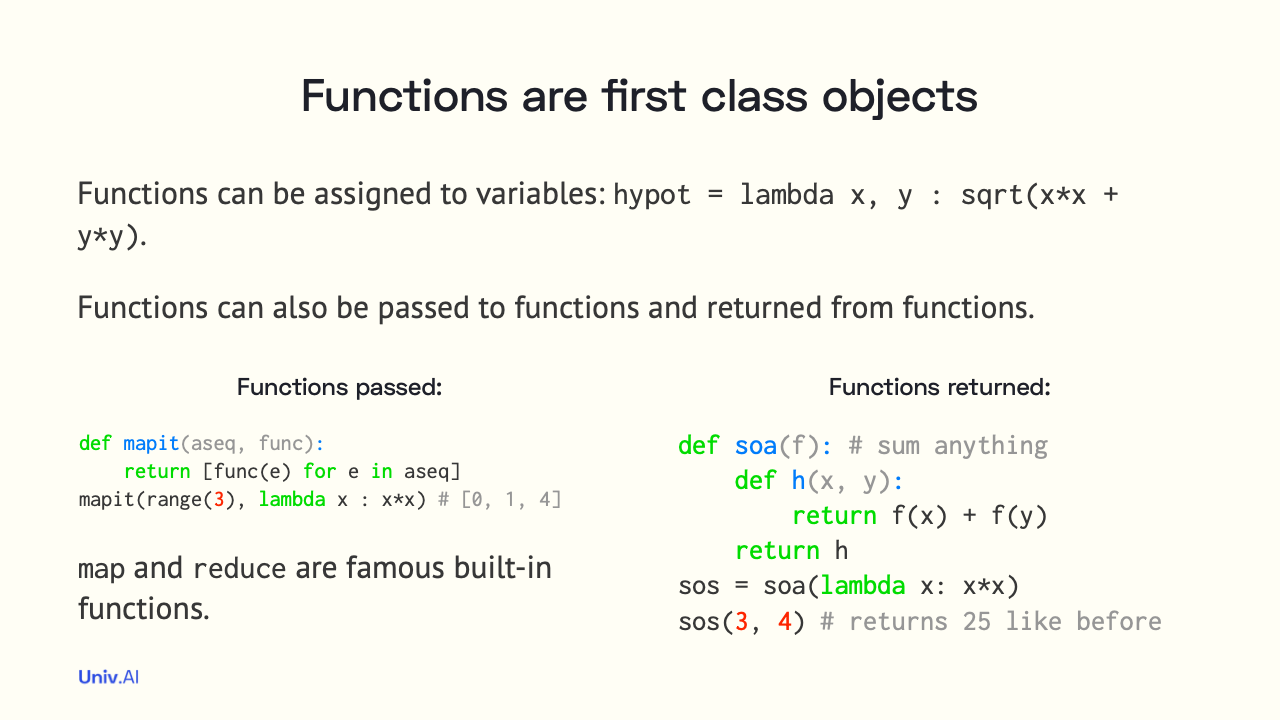 Functions are first class objects
Functions can be assigned to variables: hypot = lambda x, y : sqrt(x*x +
y*y).
Functions can also be passed to functions and returned from functions.
Functions passed:
def mapit(aseq, func):
    return [func(e) for e in aseq]
mapit(range(3), lambda x : x*x) # [0, 1, 4]
map and reduce are famous built-in
functions.
Functions returned:
def soa(f): # sum anything
    def h(x, y):
        return f(x) + f(y)
    return h
sos = soa(lambda x: x*x)
sos(3, 4) # returns 25 like before
Univ.AI